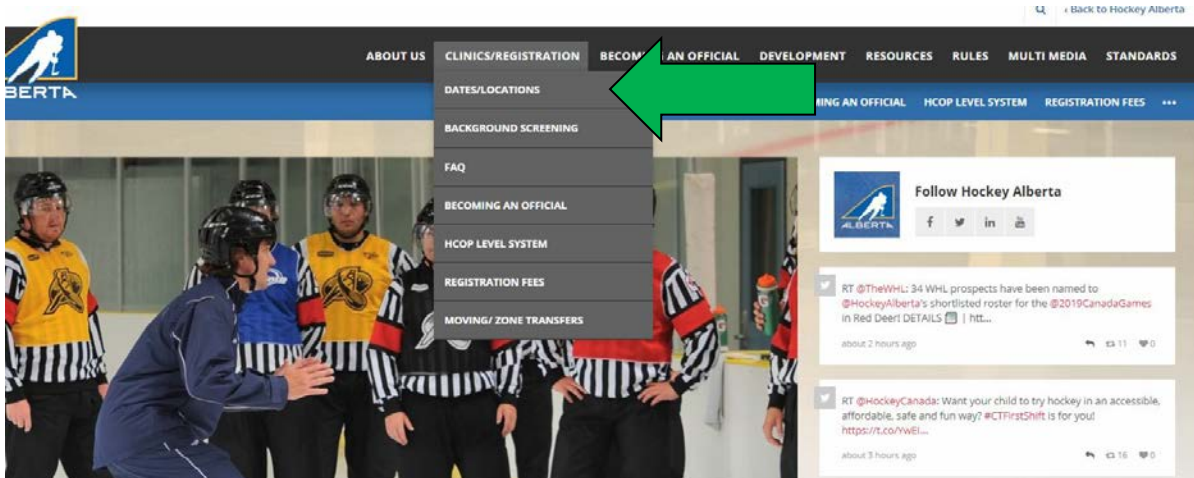 ‹ Back to Hockey Alberta
BERTA
ABOUT US CLINICS/REGISTRATION BECOMING AN OFFICIAL DEVELOPMENT RESOURCES RULES MULTI MEDIA STANDARDS
MING AN OFFICIAL HCOP LEVEL SYSTEM REGISTRATION FEES •••
DATES/LOCATIONS
BACKGROUND SCREENING
FAQ
BECOMING AN OFFICIAL
HCOP LEVEL SYSTEM
REGISTRATION FEES
MOVING/ ZONE TRANSFERS
ALBERTA
Follow Hockey Alberta
RT @TheWHL: 34 WHL prospects have been named to
@HockeyAlberta's shortlisted roster for the @2019CanadaGames
in Red Deer! DETAILS | htt...
about 2 hours ago 11 0
RT @HockeyCanada: Want your child to try hockey in an accessible,
affordable, safe and fun way? #CTFirstShift is for you!
https://t.co/YwEI...
about 3 hours ago 16 0